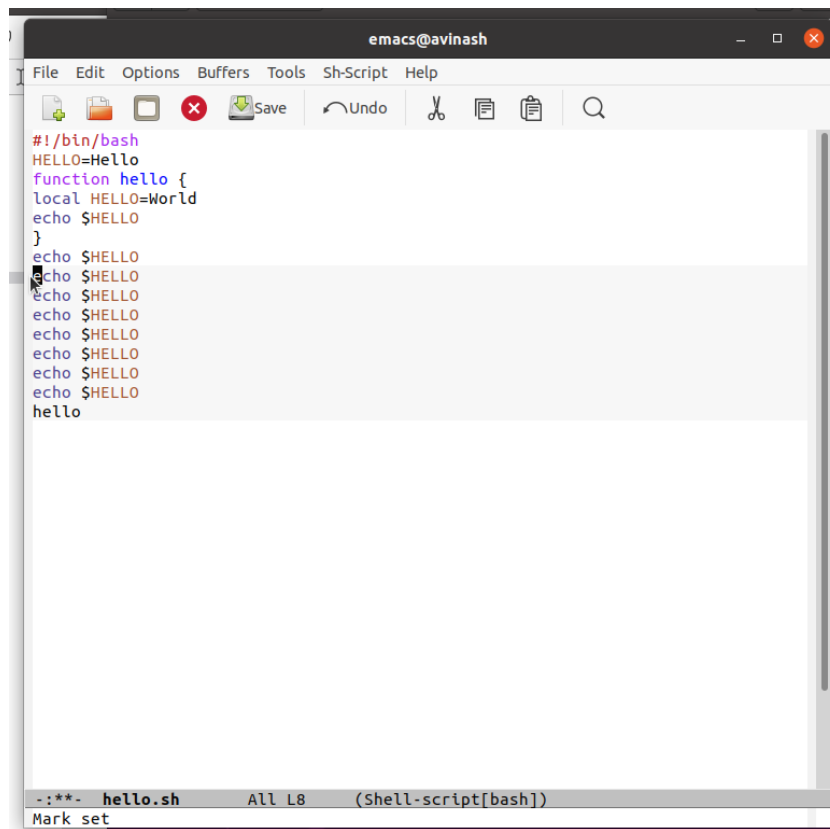 emacs@avinash
File Edit Options Buffers Tools Sh-Script Help
Save Undo
#!/bin/bash
HELLO=Hello
function hello {
local HELLO=World
echo $HELLO
}
echo $HELLO
echo $HELLO
echo $HELLO
echo $HELLO
echo $HELLO
echo $HELLO
echo $HELLO
echo $HELLO
hello
-:**- hello.sh All L8 (Shell-script[bash])
Mark set